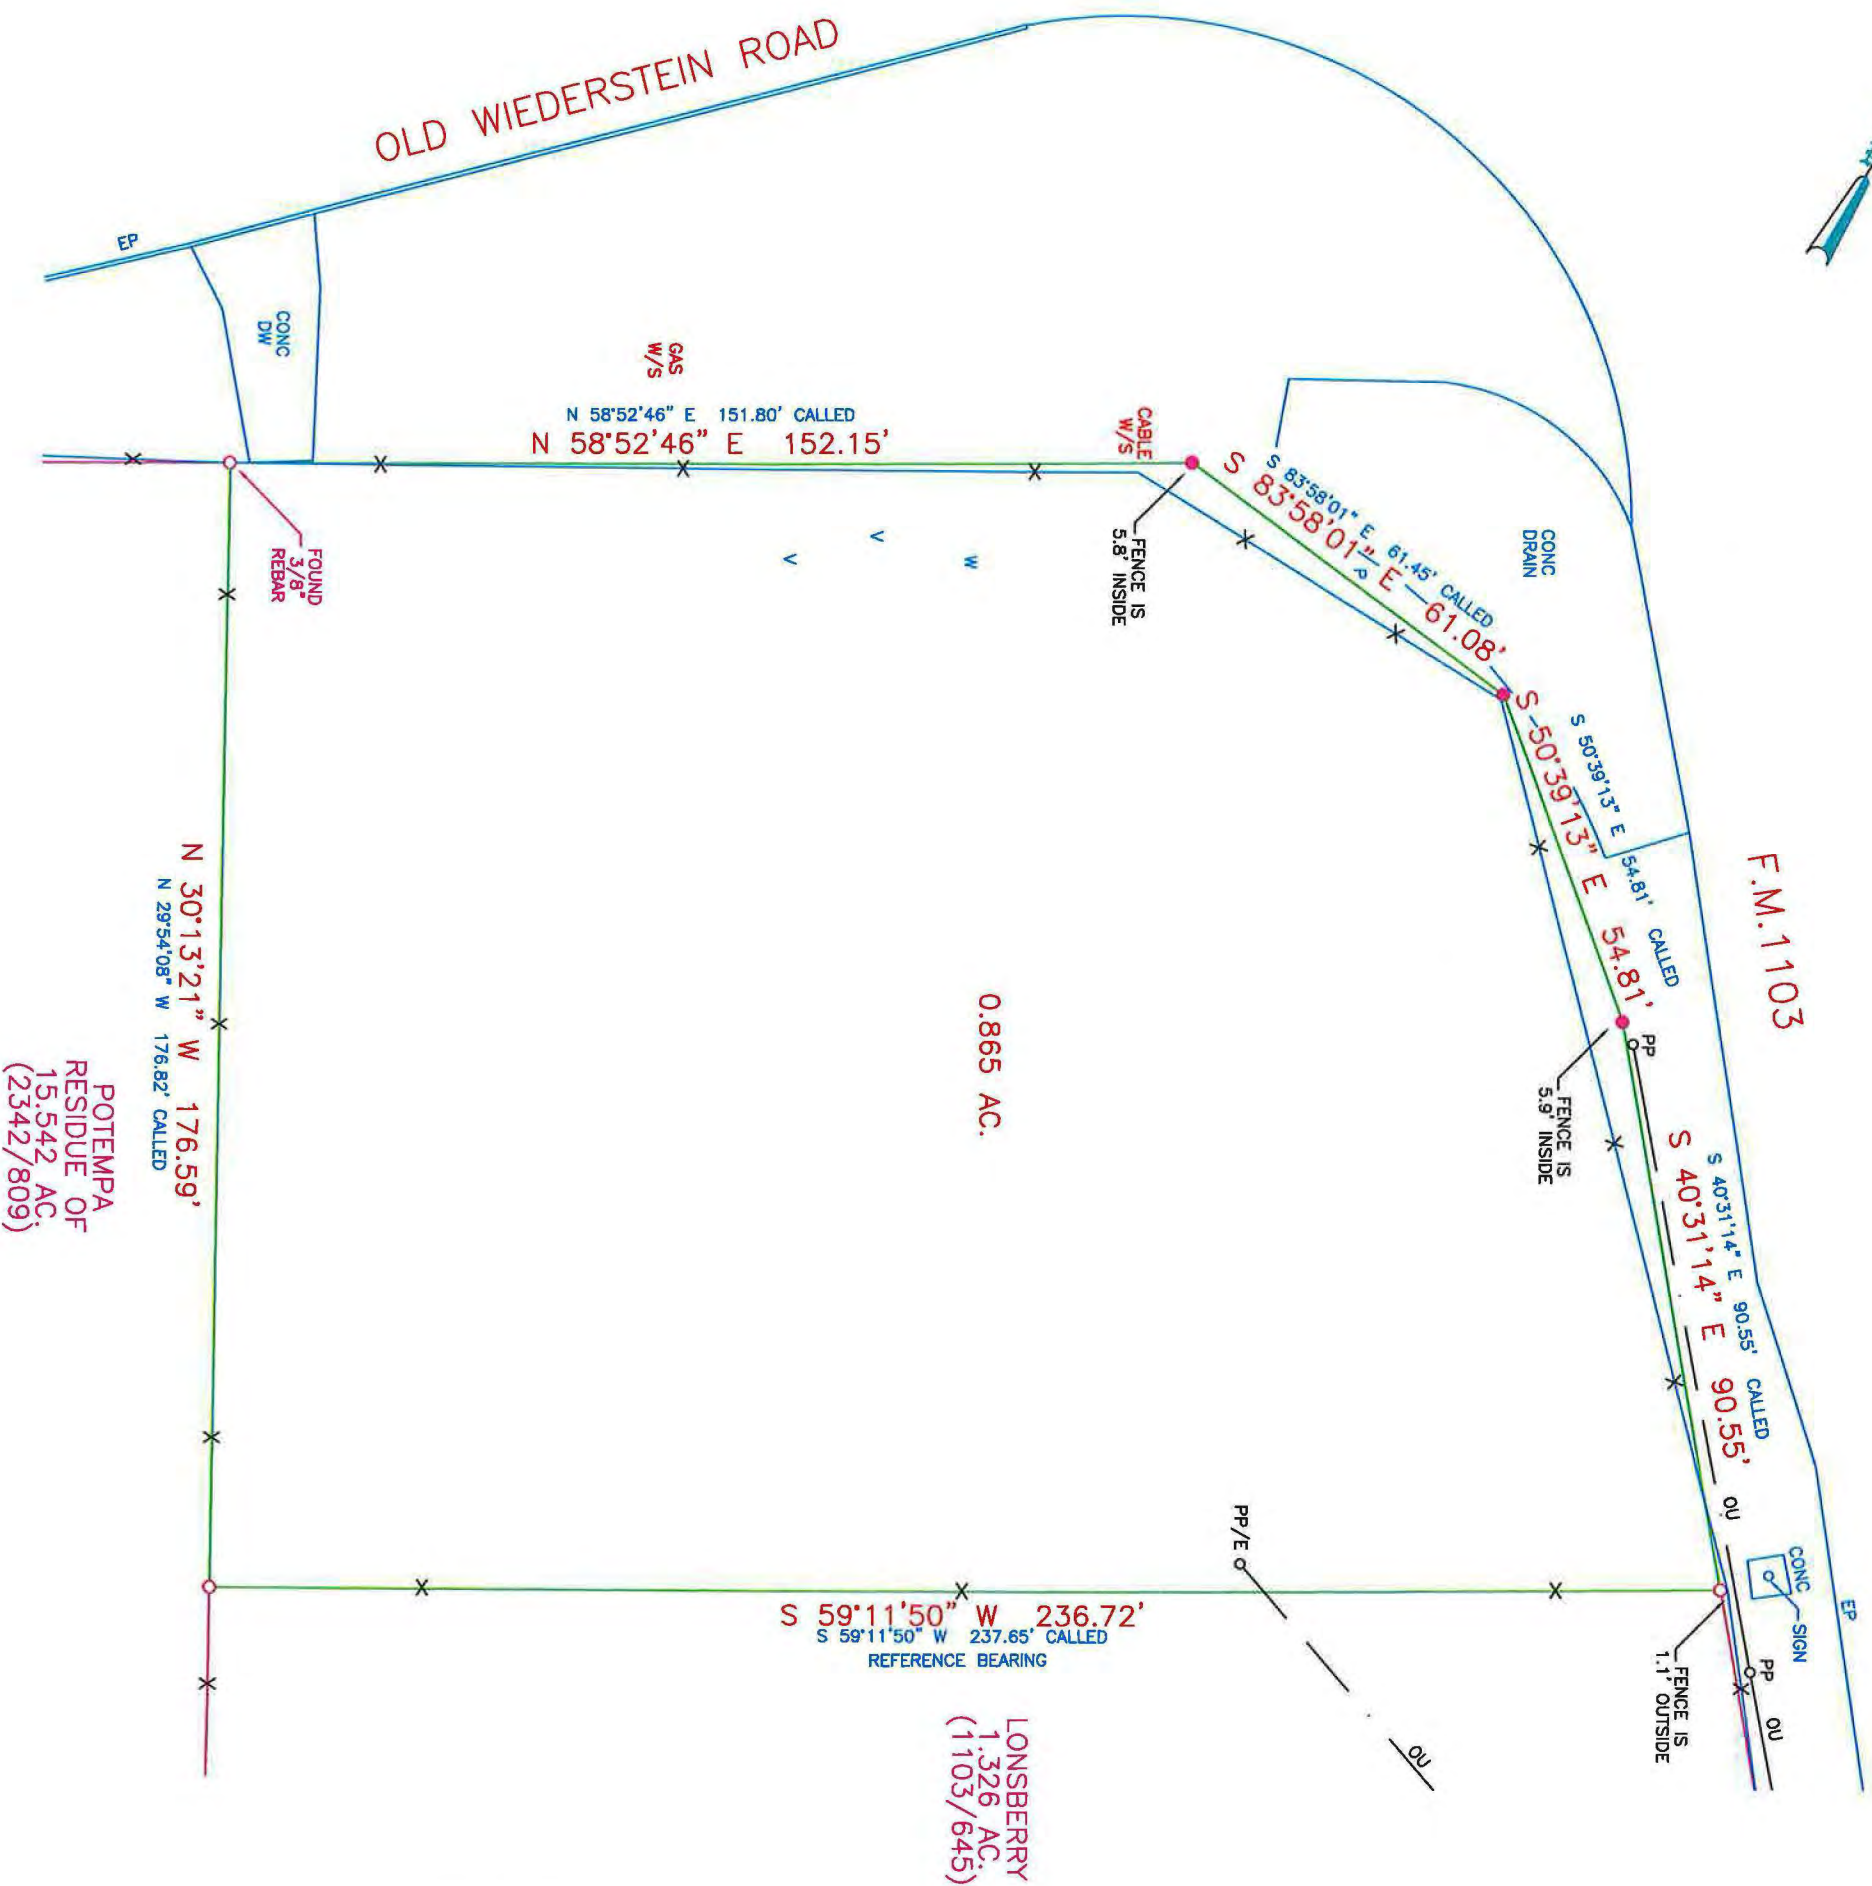 OLD WIEDERSTEIN ROAD
EP
CONC
DW
GAS
W/S
N 58°52'46" E 151.80' CALLED
N 58°52'46" E 152.15'
CABLE
W/S
FENCE IS
5.8' INSIDE
S 83°58'01" E 61.45' CALLED
S 83°58'01" E 61.08'
P
CONC
DRAIN
S 50°39'13" E 54.81' CALLED
S 50°39'13" E 54.81'
F.M.1103
PP
FENCE IS
5.9' INSIDE
S 40°31'14" E 90.55' CALLED
S 40°31'14" E 90.55'
OU
CONC
SIGN
EP
PP
OU
FENCE IS
1.1' OUTSIDE
FOUND
3/8"
REBAR
V
V
W
0.865 AC.
N 30°13'21" W 176.59'
N 29°54'08" W 176.82' CALLED
POTEMPA
RESIDUE OF
15.542 AC.
(2342/809)
PP/E
OU
S 59°11'50" W 236.72'
S 59°11'50" W 237.65' CALLED
REFERENCE BEARING
LONSBERRY
1.326 AC.
(1103/645)